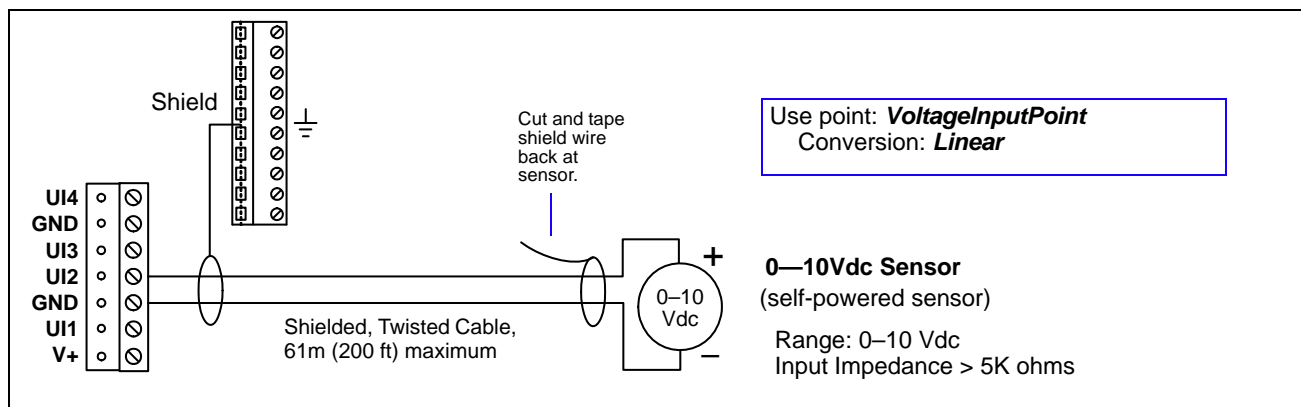 Shield
Cut and tape
shield wire
back at
sensor.
Use point: VoltageInputPoint
Conversion: Linear
UI4
GND
UI3
UI2
GND
UI1
V+
Shielded, Twisted Cable,
61m (200 ft) maximum
+
0–10
Vdc
–
0—10Vdc Sensor
(self-powered sensor)
Range: 0–10 Vdc
Input Impedance > 5K ohms